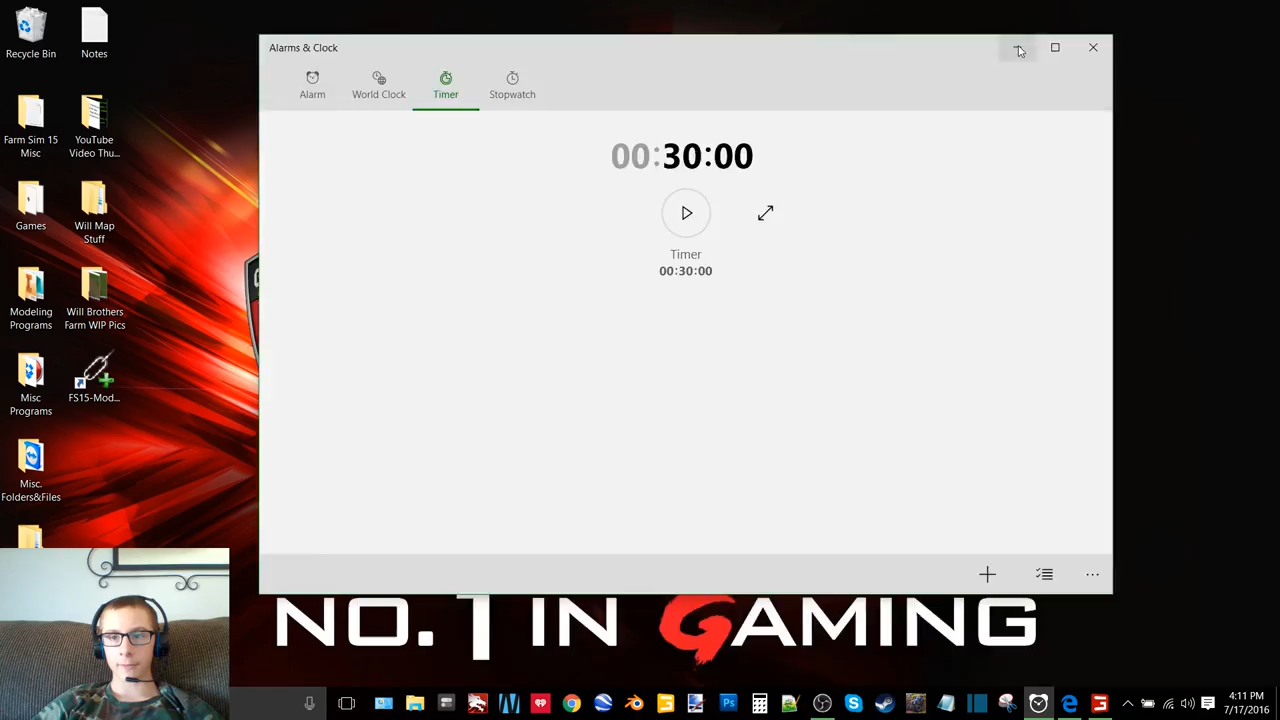 Recycle Bin
Notes
Farm Sim 15
Misc
YouTube
Video Thu...
Games
Will Map
Stuff
Modeling
Programs
Will Brothers
Farm WIP Pics
Misc
Programs
FS15-Mod...
Misc.
Folders&Files
Alarms & Clock
Alarm
World Clock
Timer
Stopwatch
00:30:00
Timer
00:30:00
...
NO.1 IN GAMING
4:11 PM
7/17/2016